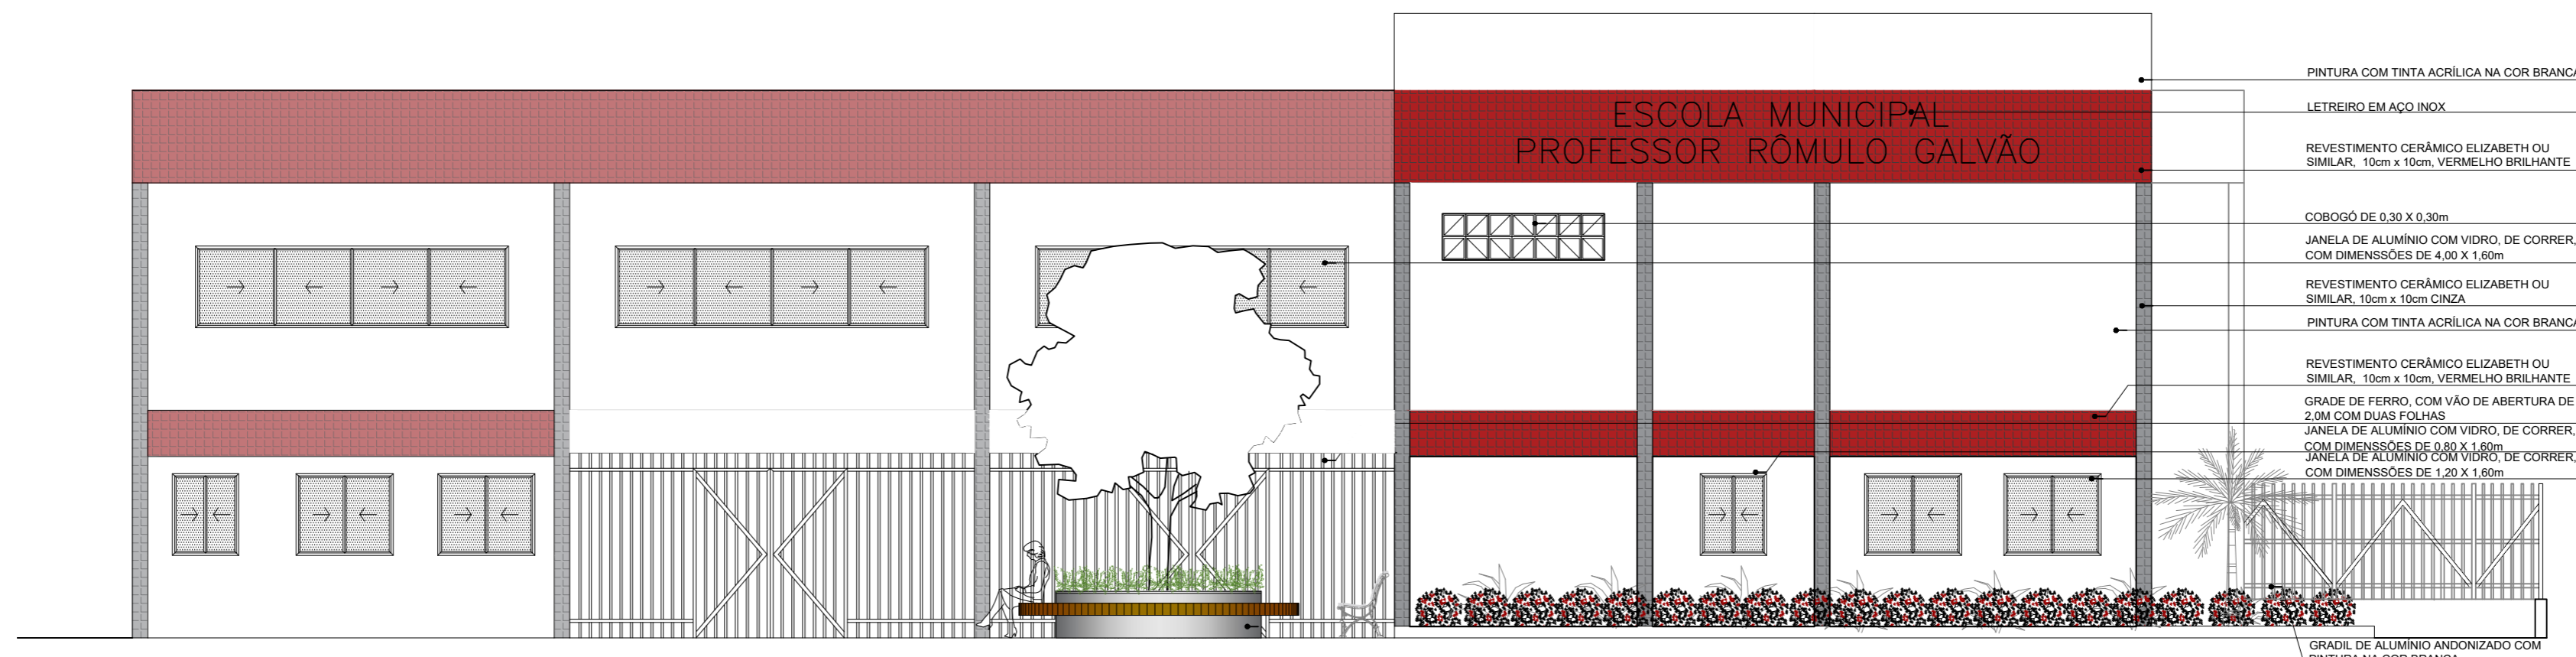 ESCOLA MUNICIPAL
PROFESSOR RÔMULO GALVÃO
PINTURA COM TINTA ACRÍLICA NA COR BRANCA
LETREIRO EM AÇO INOX
REVESTIMENTO CERÂMICO ELIZABETH OU
SIMILAR, 10cm x 10cm, VERMELHO BRILHANTE
COBOGÓ DE 0,30 X 0,30m
JANELA DE ALUMÍNIO COM VIDRO, DE CORRER,
COM DIMENSSÕES DE 4,00 X 1,60m
REVESTIMENTO CERÂMICO ELIZABETH OU
SIMILAR, 10cm x 10cm CINZA
PINTURA COM TINTA ACRÍLICA NA COR BRANCA
REVESTIMENTO CERÂMICO ELIZABETH OU
SIMILAR, 10cm x 10cm, VERMELHO BRILHANTE
GRADE DE FERRO, COM VÃO DE ABERTURA DE
2,0M COM DUAS FOLHAS
JANELA DE ALUMÍNIO COM VIDRO, DE CORRER,
COM DIMENSSÕES DE 0,80 X 1,60m
JANELA DE ALUMÍNIO COM VIDRO, DE CORRER,
COM DIMENSSÕES DE 1,20 X 1,60m
GRADIL DE ALUMÍNIO ANDONIZADO COM
PINTURA NA COR BRANCA